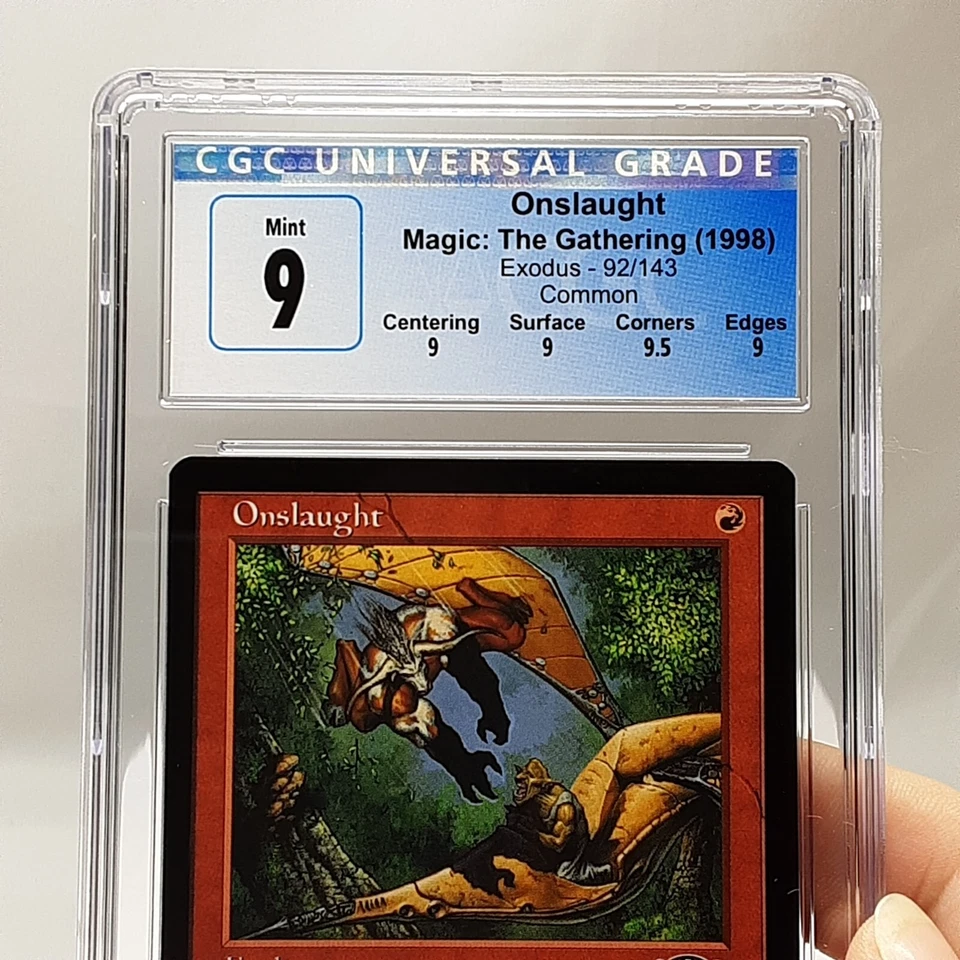 CGC UNIVERSAL GRADE
Mint
9
Onslaught
Magic: The Gathering (1998)
Exodus - 92/143
Common
Centering Surface Corners Edges
9 9 9.5 9
Onslaught